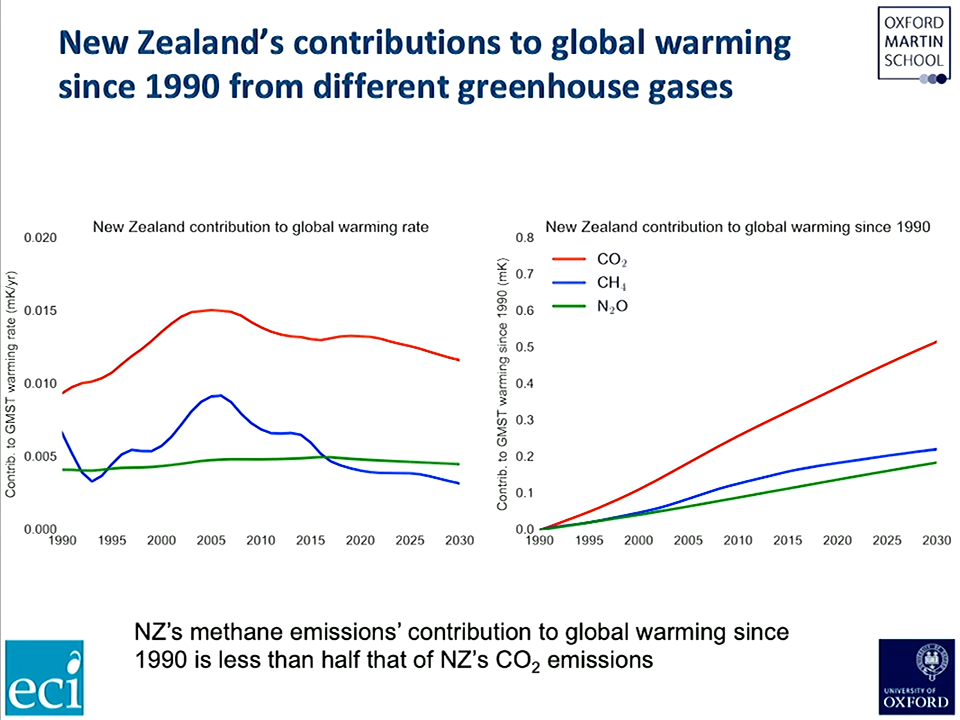 New Zealand's contributions to global warming
since 1990 from different greenhouse gases
OXFORD
MARTIN
SCHOOL
New Zealand contribution to global warming rate
Contrib. to GMST warming rate (mK/yr)
0.020
0.015
0.010
0.005
0.000
1990 1995 2000 2005 2010 2015 2020 2025 2030
New Zealand contribution to global warming since 1990
Contrib. to GMST warming since 1990 (mK)
0.8
0.7
0.6
0.5
0.4
0.3
0.2
0.1
0.0
CO₂
CH₄
N₂O
1990 1995 2000 2005 2010 2015 2020 2025 2030
NZ's methane emissions' contribution to global warming since
1990 is less than half that of NZ's CO₂ emissions
eci
UNIVERSITY OF
OXFORD